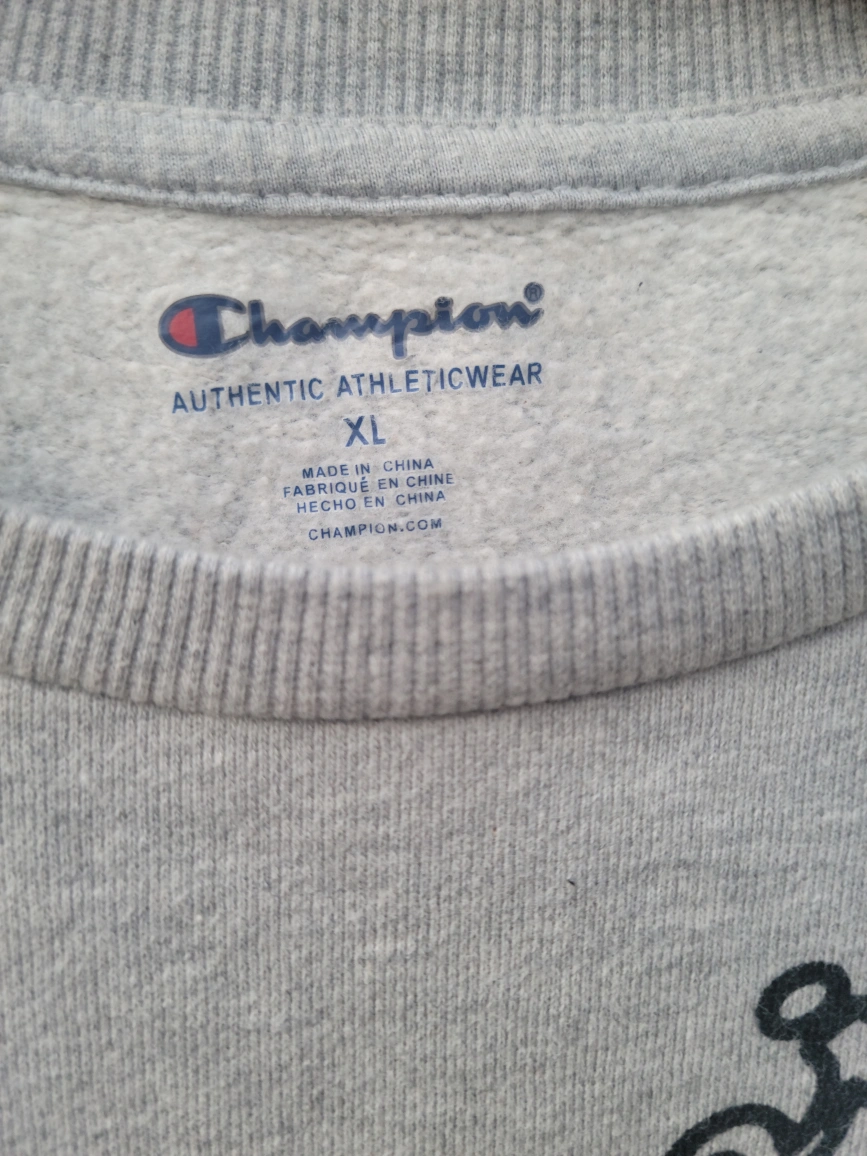 Champion®
AUTHENTIC ATHLETICWEAR
XL
MADE IN CHINA
FABRIQUÉ EN CHINE
HECHO EN CHINA
CHAMPION.COM